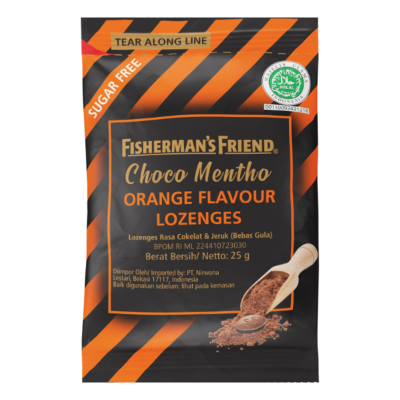 TEAR ALONG LINE
SUGAR FREE
HALAL
FISHERMAN'S FRIEND®
Choco Mentho
ORANGE FLAVOUR
LOZENGES
Lozenges Rasa Cokelat & Jeruk (Bebas Gula)
BPOM RI ML 224410723030
Berat Bersih/ Netto: 25 g
Diimpor Oleh/ Imported by: PT. Nirwana
Lestari, Bekasi 17117, Indonesia
Baik digunakan sebelum: lihat pada kemasan